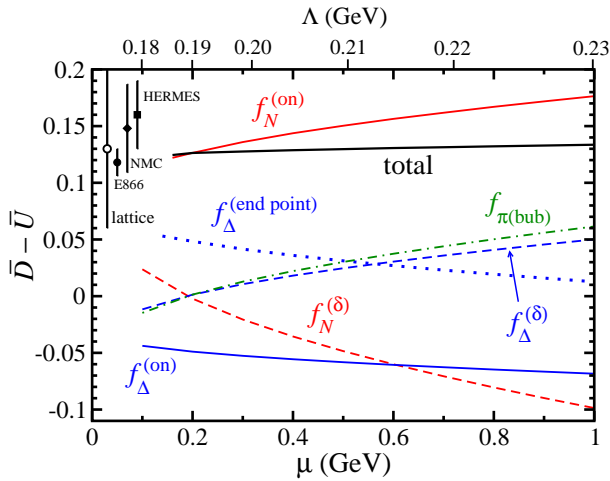 Λ (GeV)
0.18 0.19 0.20 0.21 0.22 0.23
0.2
HERMES
f_N^(on)
0.15
NMC
total
E866
0.1
lattice
f_Δ^(end point)
f_π(bub)
0.05
D̄ – Ū
0
f_N^(δ)
f_Δ^(δ)
-0.05
f_Δ^(on)
-0.1
0 0.2 0.4 0.6 0.8 1
μ (GeV)